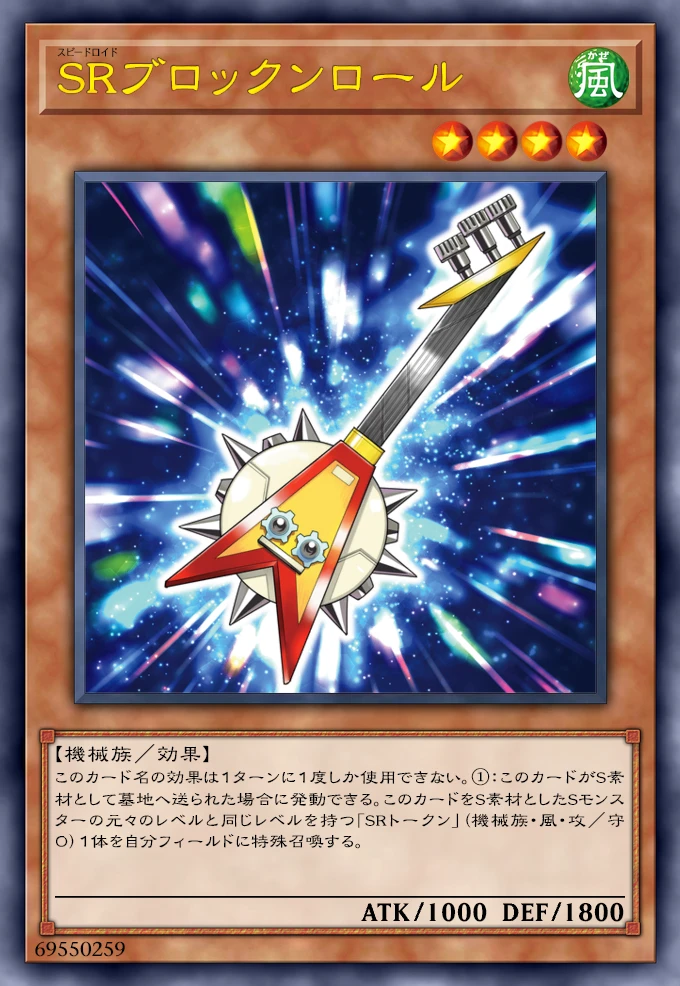 スピードロイド
SRブロックンロール
かぜ
風
【機械族／効果】
このカード名の効果は1ターンに1度しか使用できない。①：このカードがS素
材として墓地へ送られた場合に発動できる。このカードをS素材としたSモンス
ターの元々のレベルと同じレベルを持つ「SRトークン」（機械族・風・攻／守
０）１体を自分フィールドに特殊召喚する。
ATK/1000 DEF/1800
69550259